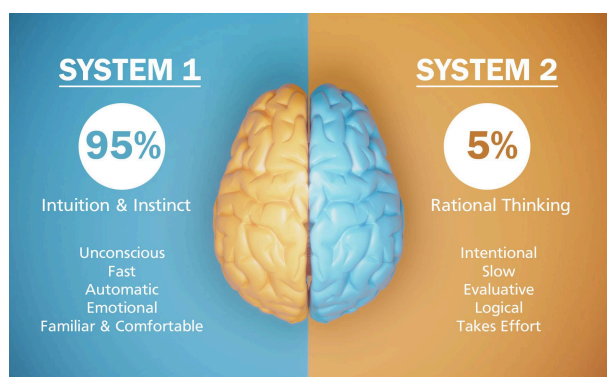 SYSTEM 1
95%
Intuition & Instinct
Unconscious
Fast
Automatic
Emotional
Familiar & Comfortable
SYSTEM 2
5%
Rational Thinking
Intentional
Slow
Evaluative
Logical
Takes Effort